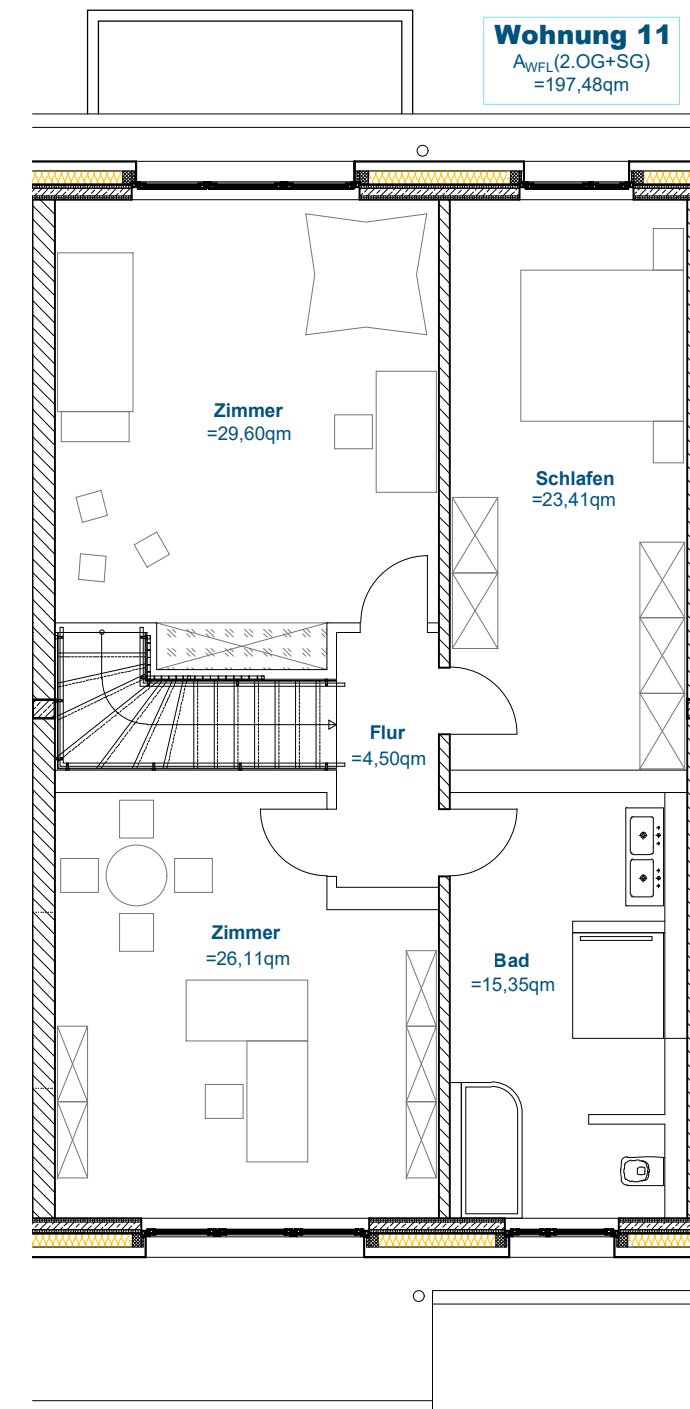 Wohnung 11
AWFL(2.OG+SG)
=197,48qm
Zimmer
=29,60qm
Schlafen
=23,41qm
Flur
=4,50qm
Zimmer
=26,11qm
Bad
=15,35qm